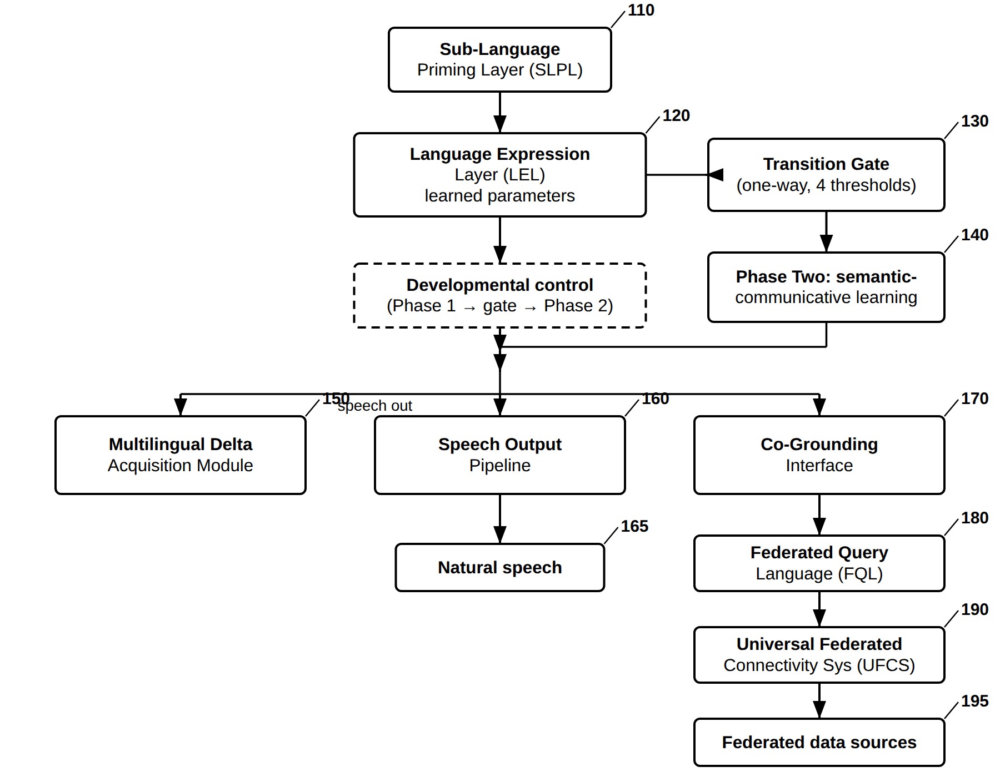 110
Sub-Language
Priming Layer (SLPL)
120
Language Expression
Layer (LEL)
learned parameters
130
Transition Gate
(one-way, 4 thresholds)
Developmental control
(Phase 1 → gate → Phase 2)
140
Phase Two: semantic-
communicative learning
150
speech out
Multilingual Delta
Acquisition Module
160
Speech Output
Pipeline
170
Co-Grounding
Interface
165
Natural speech
180
Federated Query
Language (FQL)
190
Universal Federated
Connectivity Sys (UFCS)
195
Federated data sources